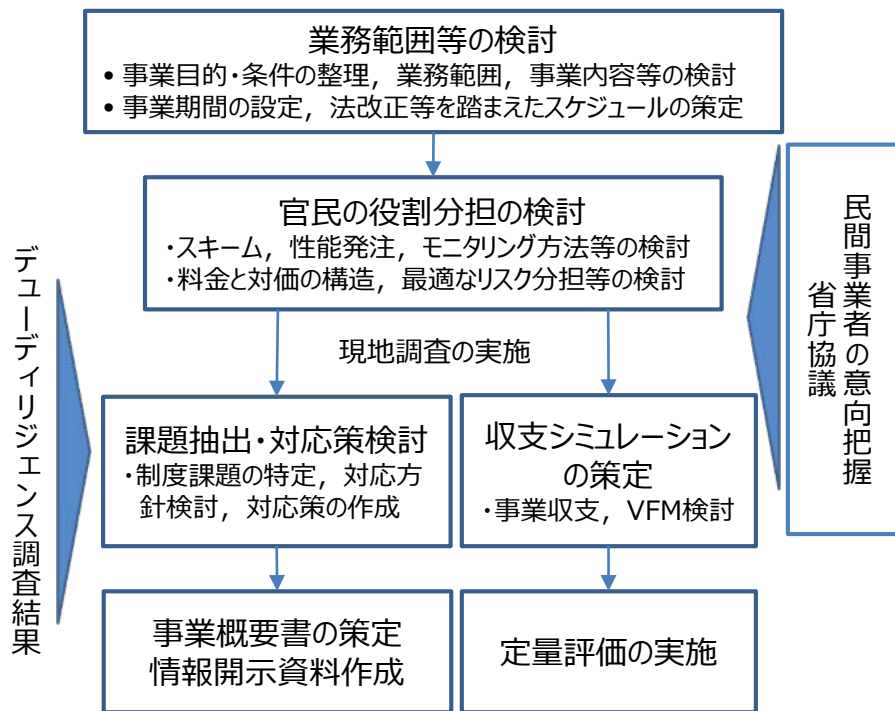 業務範囲等の検討
• 事業目的・条件の整理，業務範囲，事業内容等の検討
• 事業期間の設定，法改正等を踏まえたスケジュールの策定
官民の役割分担の検討
・スキーム，性能発注，モニタリング方法等の検討
・料金と対価の構造，最適なリスク分担等の検討
民間事業者の意向把握
省庁協議
デューディリジェンス調査結果
現地調査の実施
課題抽出・対応策検討
・制度課題の特定，対応方
針検討，対応策の作成
収支シミュレーション
の策定
・事業収支，VFM検討
事業概要書の策定
情報開示資料作成
定量評価の実施